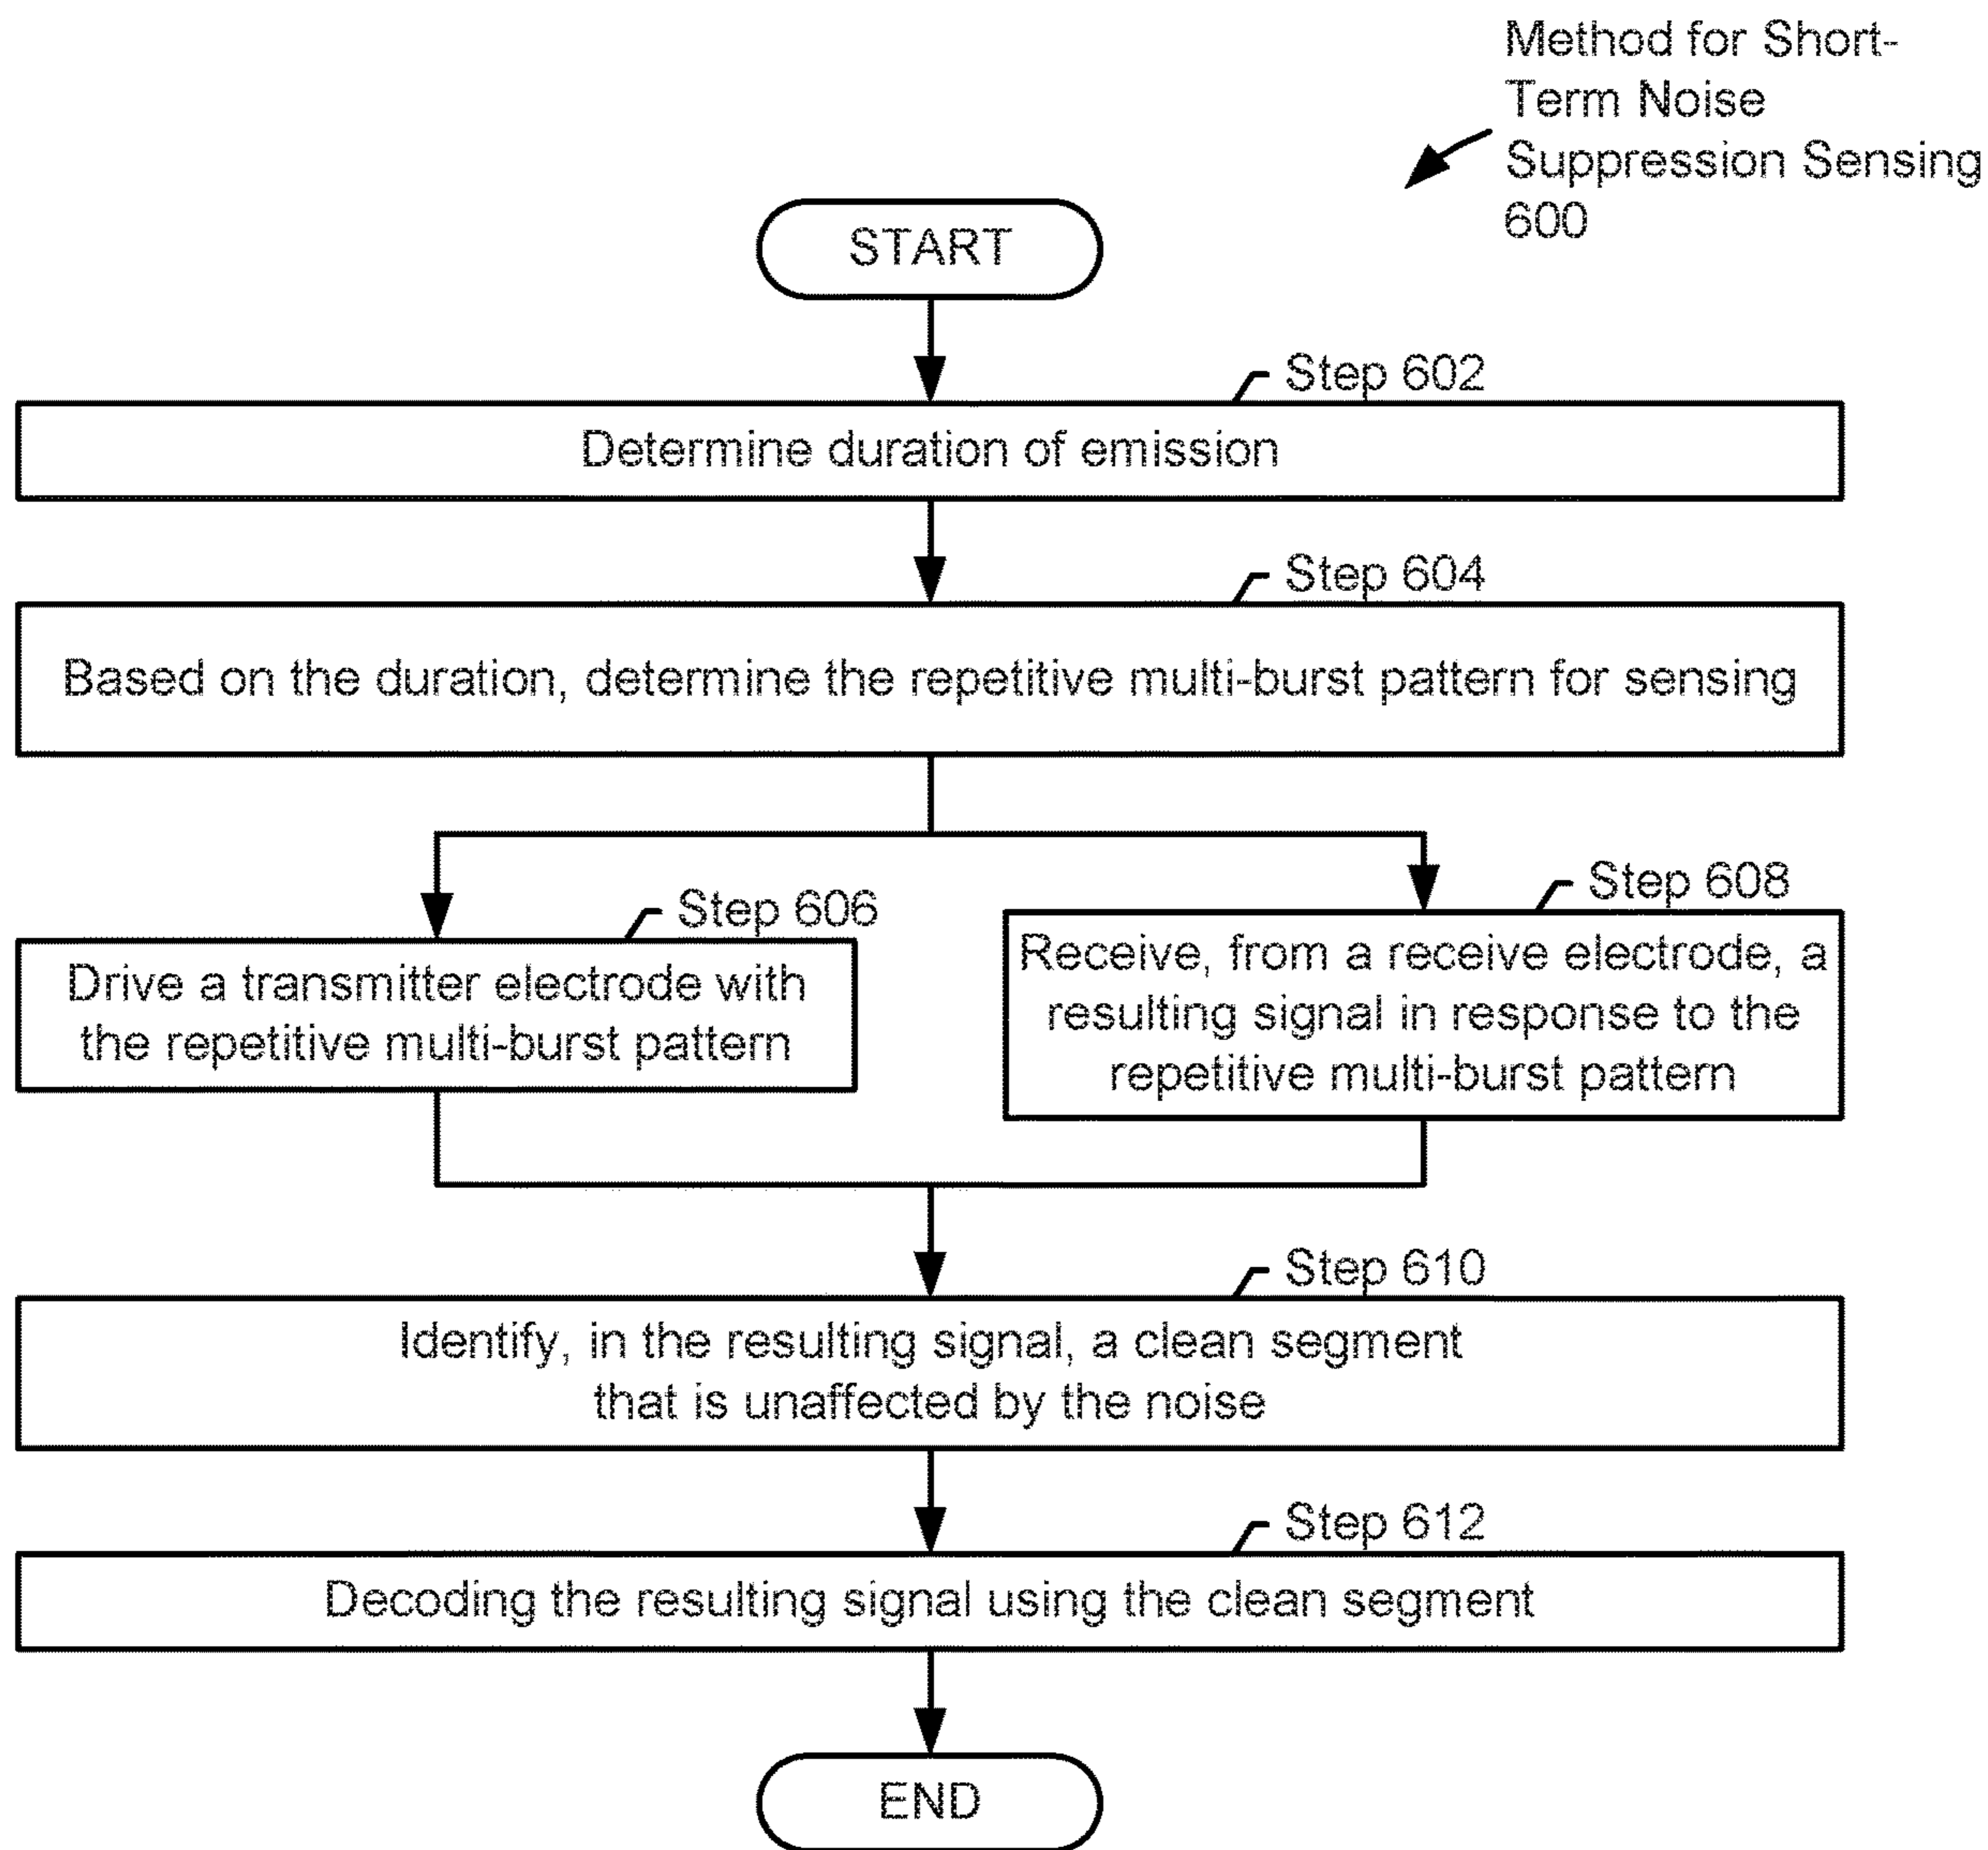 Method for Short-
Term Noise
Suppression Sensing
600
START
Step 602
Determine duration of emission
Step 604
Based on the duration, determine the repetitive multi-burst pattern for sensing
Step 606
Drive a transmitter electrode with
the repetitive multi-burst pattern
Step 608
Receive, from a receive electrode, a
resulting signal in response to the
repetitive multi-burst pattern
Step 610
Identify, in the resulting signal, a clean segment
that is unaffected by the noise
Step 612
Decoding the resulting signal using the clean segment
END